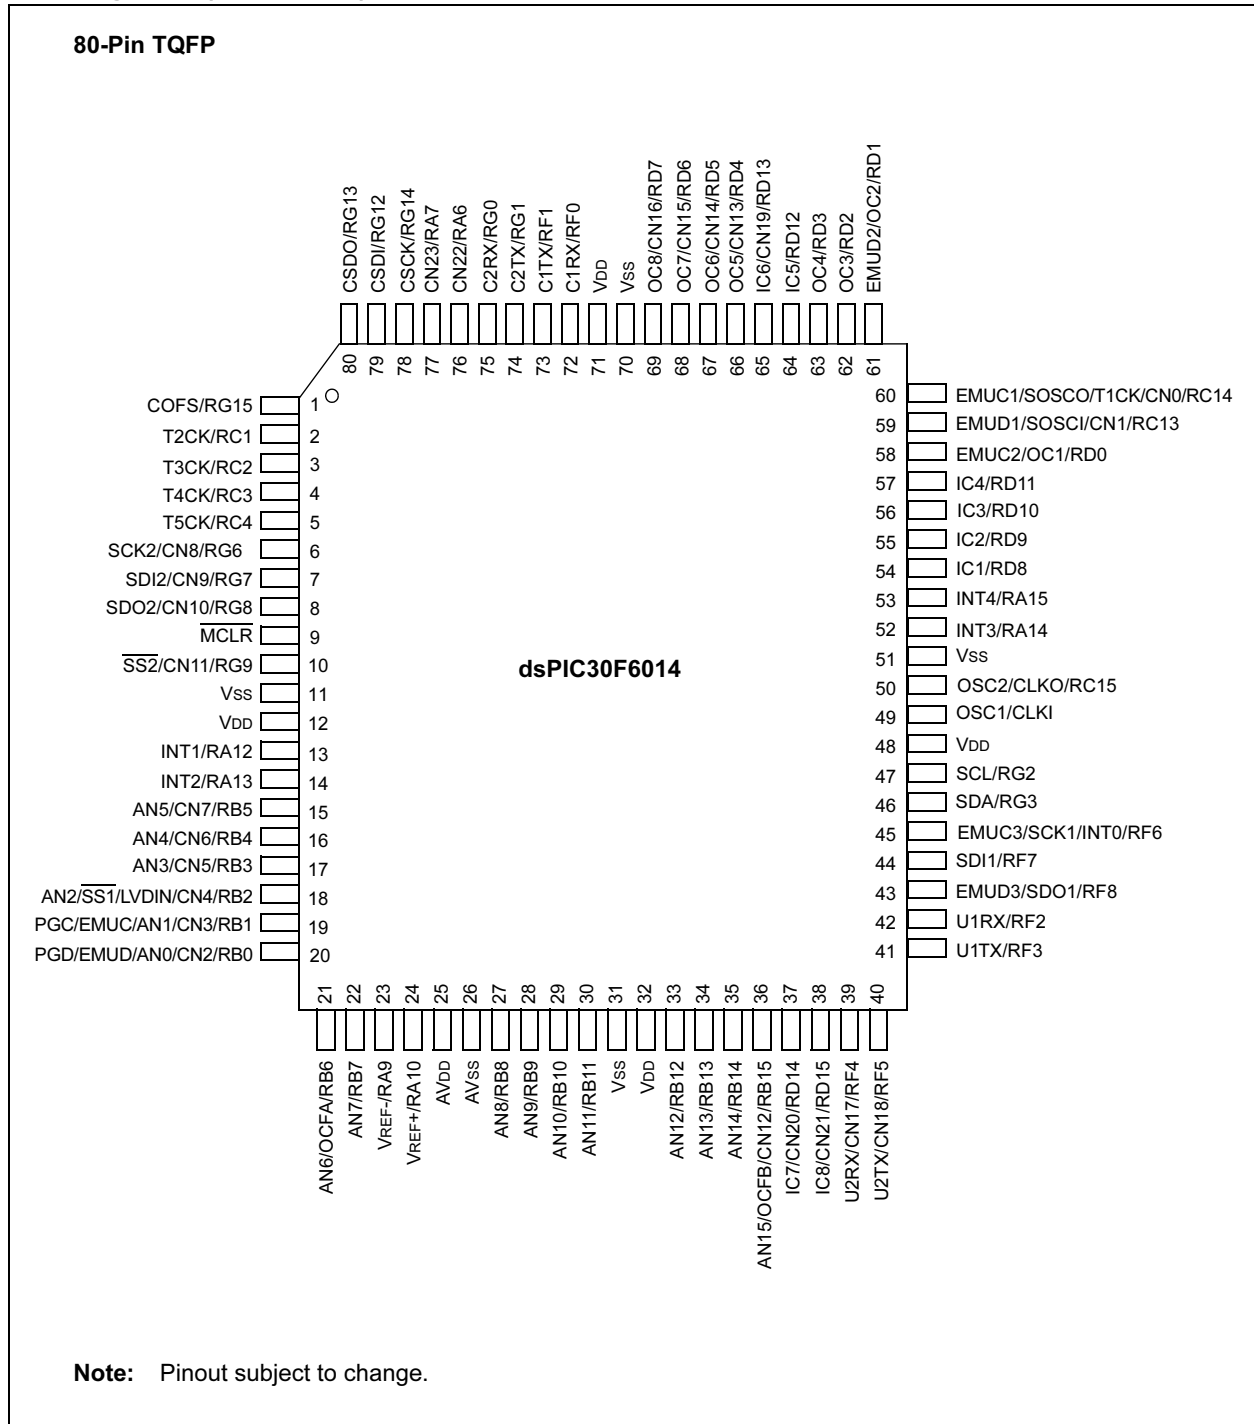 80-Pin TQFP
CSDO/RG13
CSDI/RG12
CSCK/RG14
CN23/RA7
CN22/RA6
C2RX/RG0
C2TX/RG1
C1TX/RF1
C1RX/RF0
VDD
VSS
OC8/CN16/RD7
OC7/CN15/RD6
OC6/CN14/RD5
OC5/CN13/RD4
IC6/CN19/RD13
IC5/RD12
OC4/RD3
OC3/RD2
EMUD2/OC2/RD1
80
79
78
77
76
75
74
73
72
71
70
69
68
67
66
65
64
63
62
61
COFS/RG15 1
T2CK/RC1 2
T3CK/RC2 3
T4CK/RC3 4
T5CK/RC4 5
SCK2/CN8/RG6 6
SDI2/CN9/RG7 7
SDO2/CN10/RG8 8
MCLR 9
SS2/CN11/RG9 10
VSS 11
VDD 12
INT1/RA12 13
INT2/RA13 14
AN5/CN7/RB5 15
AN4/CN6/RB4 16
AN3/CN5/RB3 17
AN2/SS1/LVDIN/CN4/RB2 18
PGC/EMUC/AN1/CN3/RB1 19
PGD/EMUD/AN0/CN2/RB0 20
dsPIC30F6014
60 EMUC1/SOSCO/T1CK/CN0/RC14
59 EMUD1/SOSCI/CN1/RC13
58 EMUC2/OC1/RD0
57 IC4/RD11
56 IC3/RD10
55 IC2/RD9
54 IC1/RD8
53 INT4/RA15
52 INT3/RA14
51 VSS
50 OSC2/CLKO/RC15
49 OSC1/CLKI
48 VDD
47 SCL/RG2
46 SDA/RG3
45 EMUC3/SCK1/INT0/RF6
44 SDI1/RF7
43 EMUD3/SDO1/RF8
42 U1RX/RF2
41 U1TX/RF3
21
22
23
24
25
26
27
28
29
30
31
32
33
34
35
36
37
38
39
40
AN6/OCFA/RB6
AN7/RB7
VREF-/RA9
VREF+/RA10
AVDD
AVSS
AN8/RB8
AN9/RB9
AN10/RB10
AN11/RB11
VSS
VDD
AN12/RB12
AN13/RB13
AN14/RB14
AN15/OCFB/CN12/RB15
IC7/CN20/RD14
IC8/CN21/RD15
U2RX/CN17/RF4
U2TX/CN18/RF5
Note: Pinout subject to change.